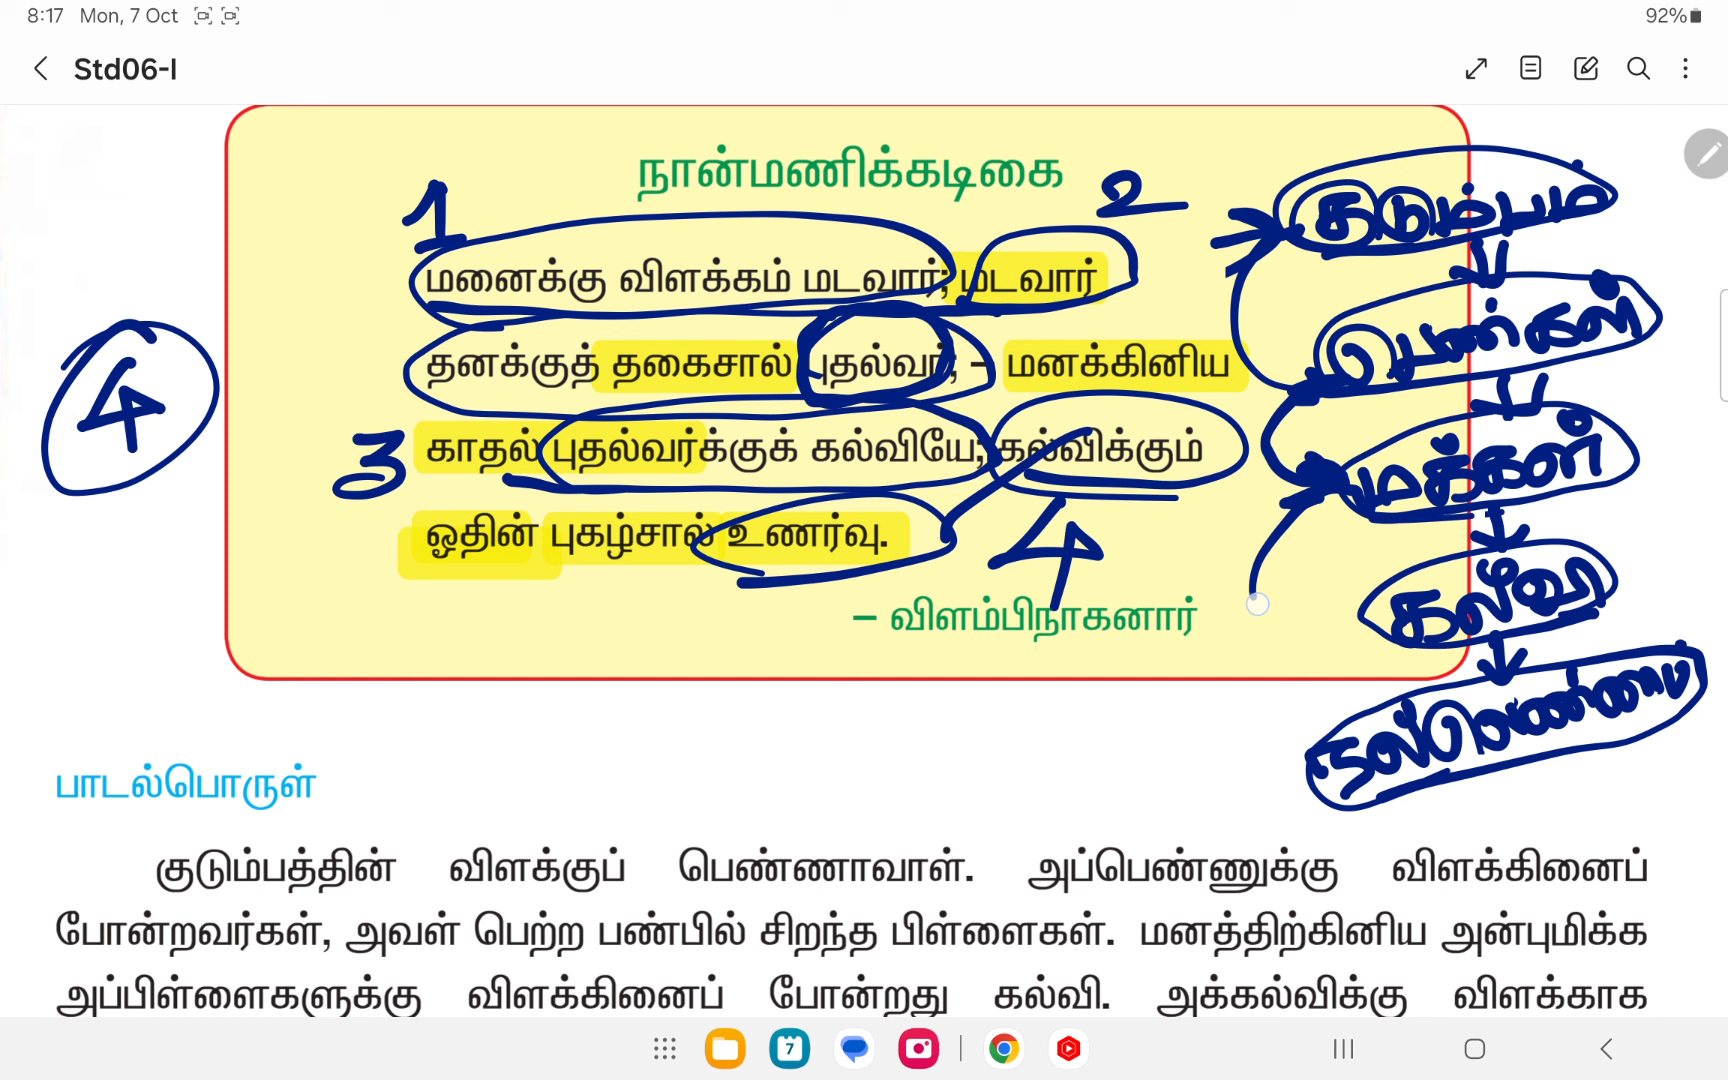 8:17 Mon, 7 Oct
92%
Std06-I
நான்மணிக்கடிகை
1
2
மனைக்கு விளக்கம் மடவார்; மடவார்
தனக்குத் தகைசால் புதல்வர்; – மனக்கினிய
3
காதல் புதல்வர்க்குக் கல்வியே; கல்விக்கும்
ஓதின் புகழ்சால் உணர்வு.
4
4
– விளம்பிநாகனார்
குடும்பம்
பெண்கள்
மக்கள்
கல்வி
நல்லெண்ணம்
பாடல்பொருள்
குடும்பத்தின் விளக்குப் பெண்ணாவாள். அப்பெண்ணுக்கு விளக்கினைப்
போன்றவர்கள், அவள் பெற்ற பண்பில் சிறந்த பிள்ளைகள். மனத்திற்கினிய அன்புமிக்க
அப்பிள்ளைகளுக்கு விளக்கினைப் போன்றது கல்வி. அக்கல்விக்கு விளக்காக
7